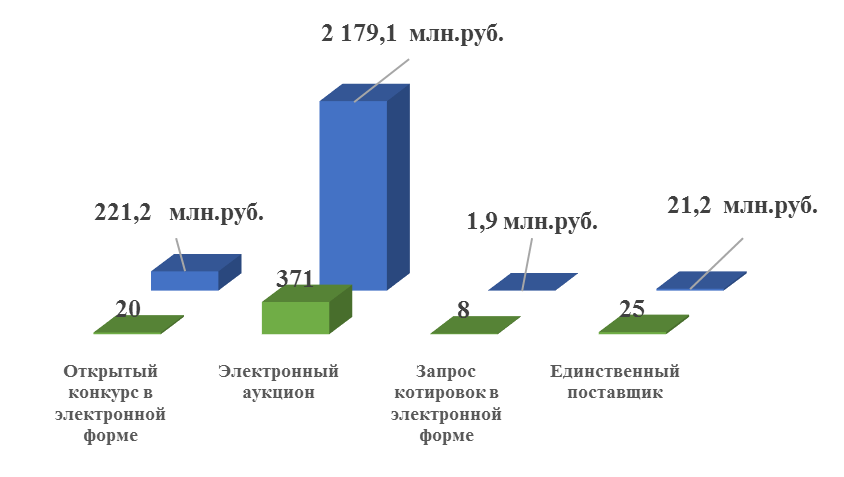 2 179,1 млн.руб.
221,2 млн.руб.
1,9 млн.руб.
21,2 млн.руб.
20
371
8
25
Открытый
конкурс в
электронной
форме
Электронный
аукцион
Запрос
котировок в
электронной
форме
Единственный
поставщик